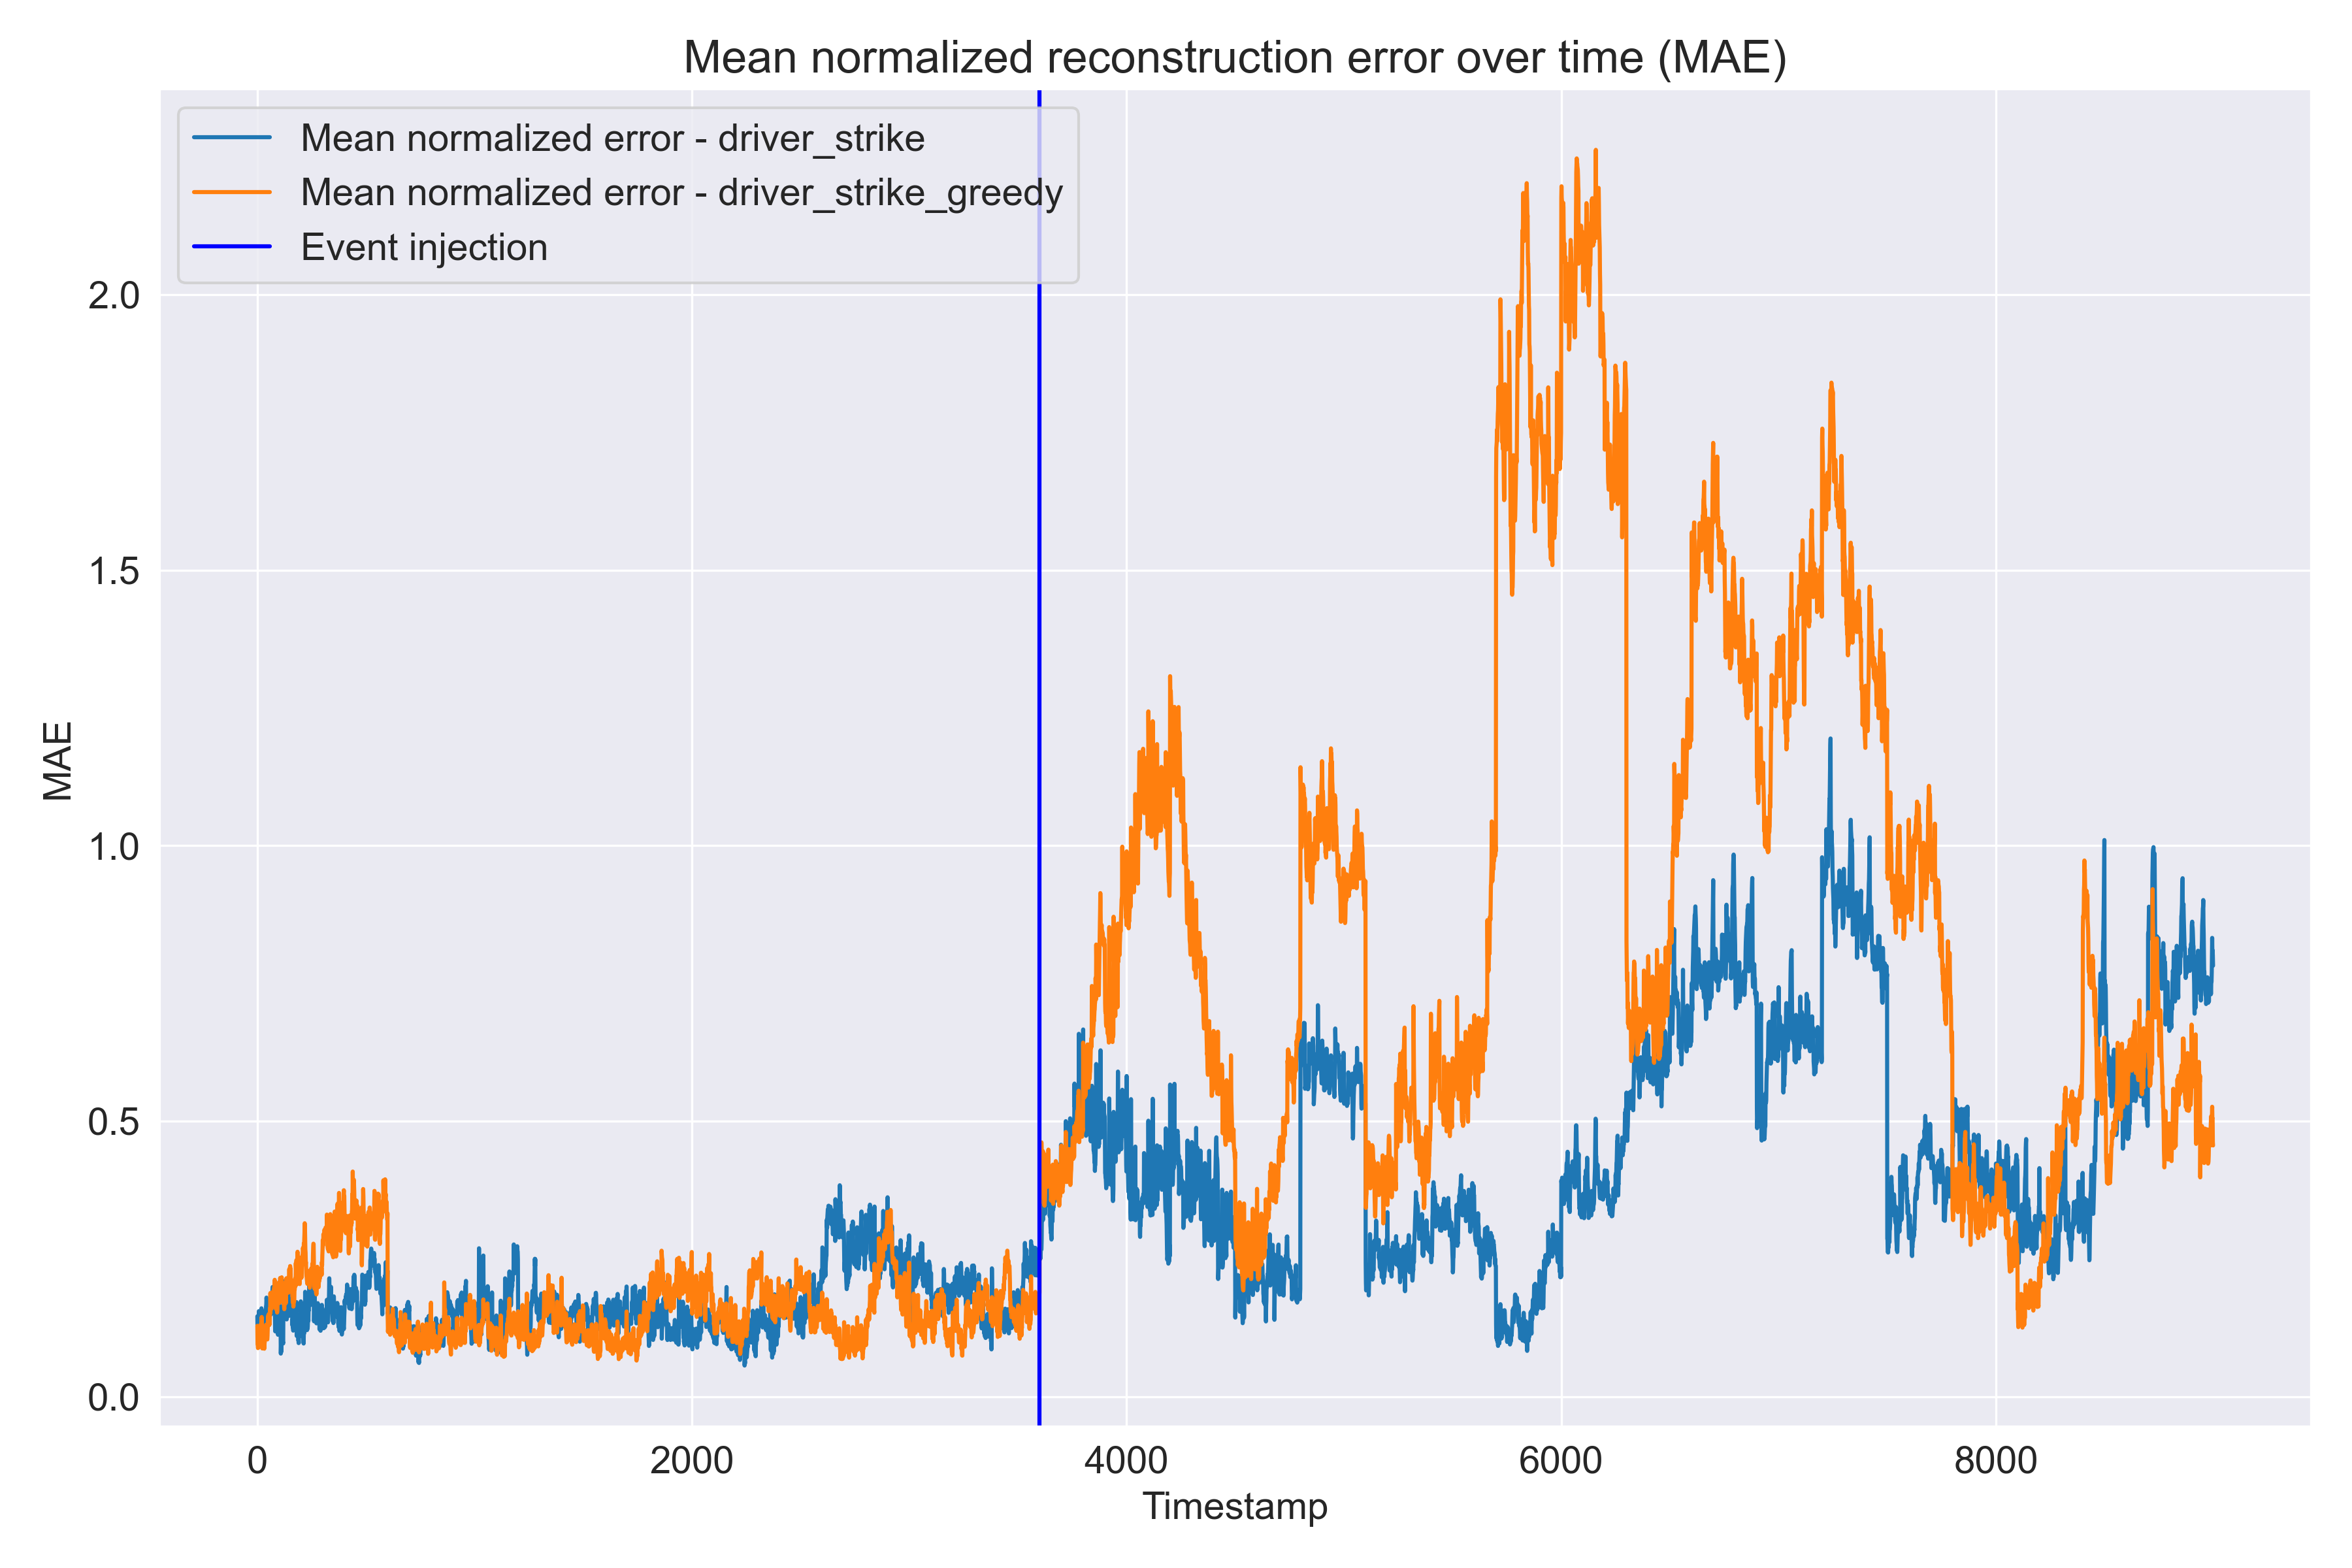 Mean normalized reconstruction error over time (MAE)
Mean normalized error - driver_strike
Mean normalized error - driver_strike_greedy
Event injection
MAE
2.0
1.5
1.0
0.5
0.0
0 2000 4000 6000 8000
Timestamp